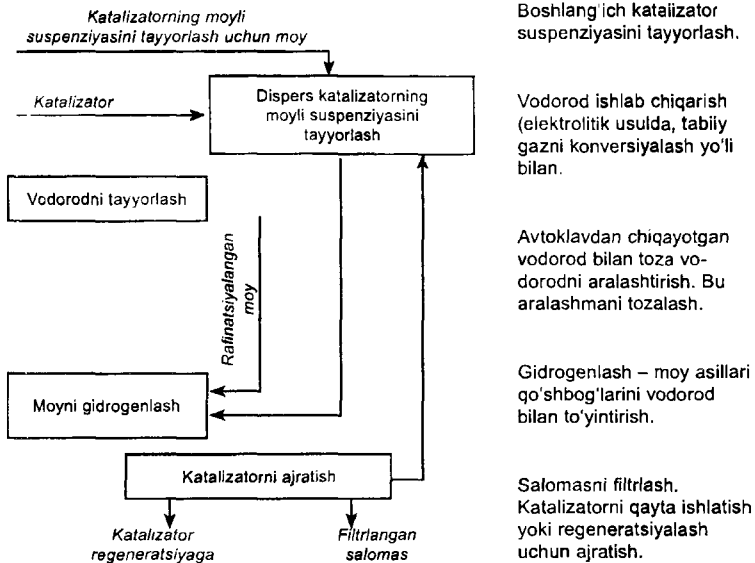 Katalizatorning moyli
suspenziyasini tayyorlash uchun moy
Katalizator
Dispers katalizatorning
moyli suspenziyasini
tayyorlash
Vodorodni tayyorlash
Rafinatsiyalangan
moy
Moyni gidrogenlash
Katalizatorni ajratish
Katalizator
regeneratsiyaga
Filtrlangan
salomas
Boshlang'ich kataiizator
suspenziyasini tayyorlash.
Vodorod ishlab chiqarish
(elektrolitik usulda, tabiiy
gazni konversiyalash yo'li
bilan.
Avtoklavdan chiqayotgan
vodorod bilan toza vo-
dorodni aralashtirish. Bu
aralashmani tozalash.
Gidrogenlash – moy asillari
qo'shbog'larini vodorod
bilan to'yintirish.
Salomasni filtrlash.
Katalizatorni qayta ishlatish
yoki regeneratsiyalash
uchun ajratish.